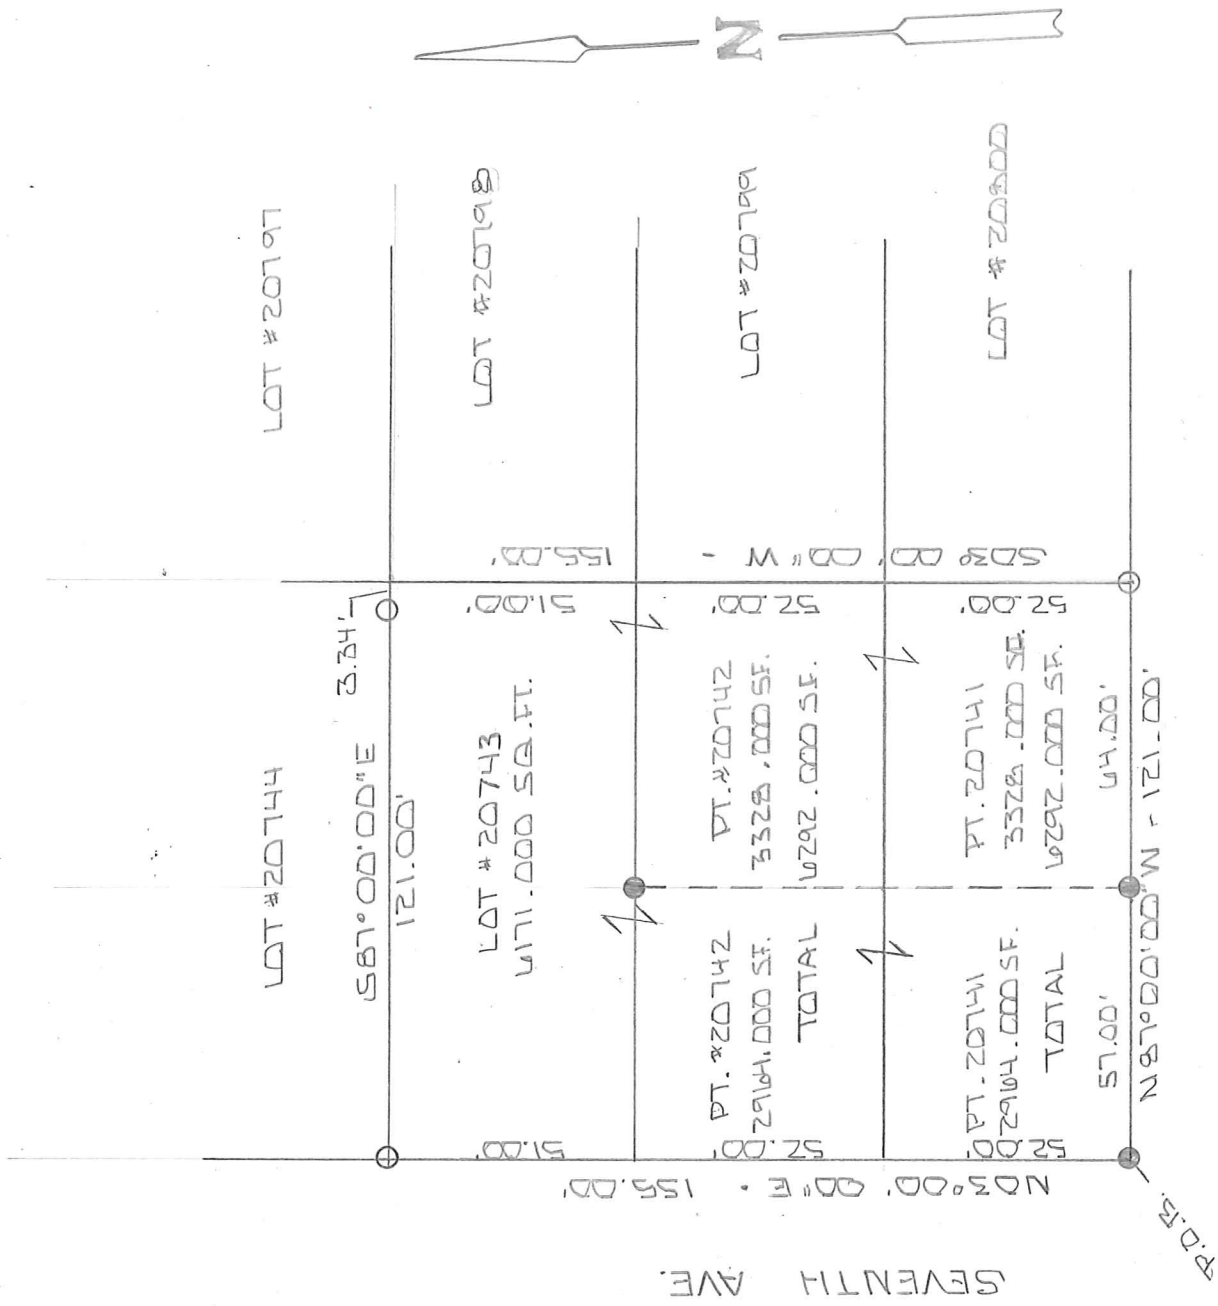 N
LOT #20797
LOT #20798
LOT #20799
LOT #20800
LOT #20744
S87°00'00"E
121.00'
3.34'
LOT #20743
6171.000 SQ.FT.
51.00'
51.00'
S03°00'00"W - 155.00'
PT. #20742
2964.000 SF.
TOTAL
PT. #20742
3328.000 SF.
6292.000 SF.
52.00'
52.00'
PT. 20741
2964.000 SF.
TOTAL
PT. 20741
3328.000 SF.
6292.000 SF.
52.00'
52.00'
57.00'
64.00'
N87°00'00"W - 121.00'
N03°00'00"E - 155.00'
P.O.B.
SEVENTH AVE.